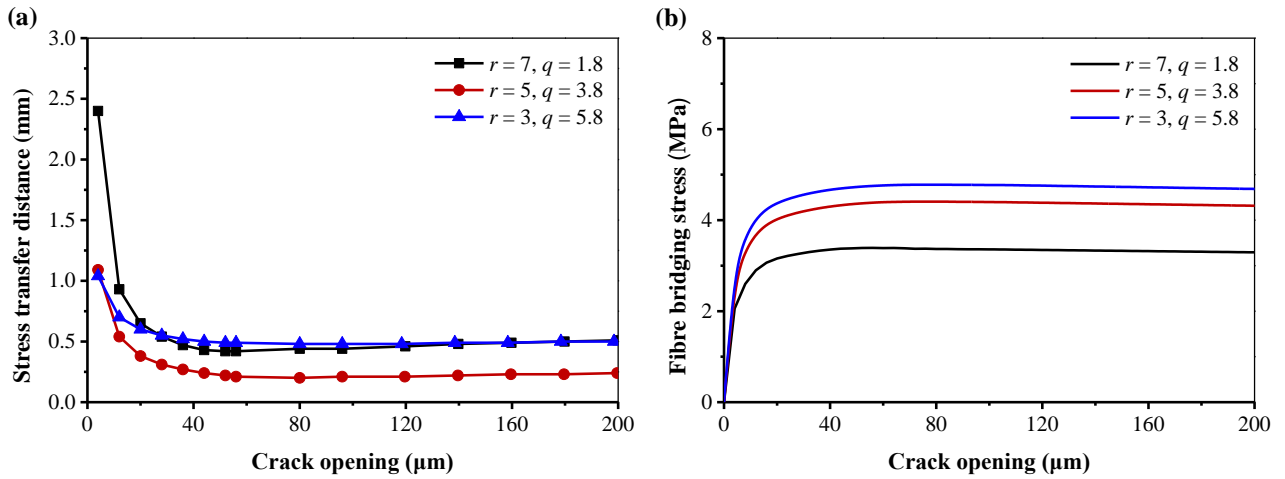 (a)
Stress transfer distance (mm)
3.0
2.5
2.0
1.5
1.0
0.5
0.0
0
40
80
120
160
200
Crack opening (μm)
r = 7, q = 1.8
r = 5, q = 3.8
r = 3, q = 5.8
(b)
Fibre bridging stress (MPa)
8
6
4
2
0
0
40
80
120
160
200
Crack opening (μm)
r = 7, q = 1.8
r = 5, q = 3.8
r = 3, q = 5.8